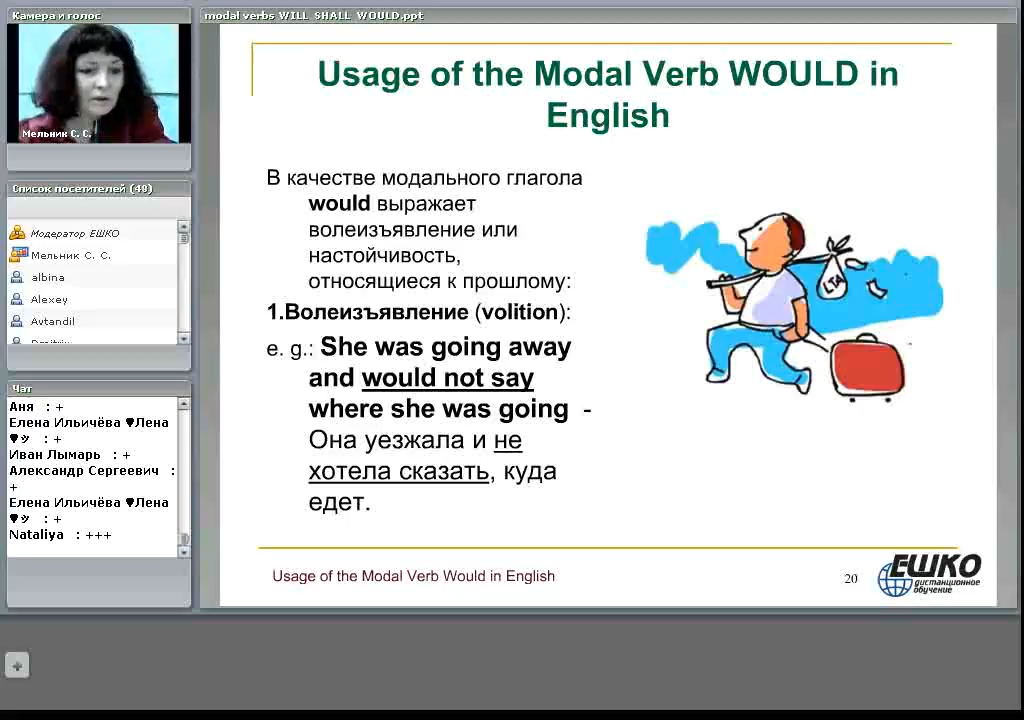 Камера и голос
Мельник С. С.
Список посетителей (49)
Модератор ЕШКО
Мельник С. С.
albina
Alexey
Avtandil
Чат
Аня : +
Елена Ильичёва ♥Лена
♥ッ : +
Иван Лымарь : +
Александр Сергеевич :
+
Елена Ильичёва ♥Лена
♥ッ : +
Nataliya : +++
modal verbs WILL SHALL WOULD.ppt
Usage of the Modal Verb WOULD in
English
В качестве модального глагола
would выражает
волеизъявление или
настойчивость,
относящиеся к прошлому:
1.Волеизъявление (volition):
e. g.: She was going away
and would not say
where she was going -
Она уезжала и не
хотела сказать, куда
едет.
LTA
Usage of the Modal Verb Would in English
20
ЕШКО
дистанционное
обучение